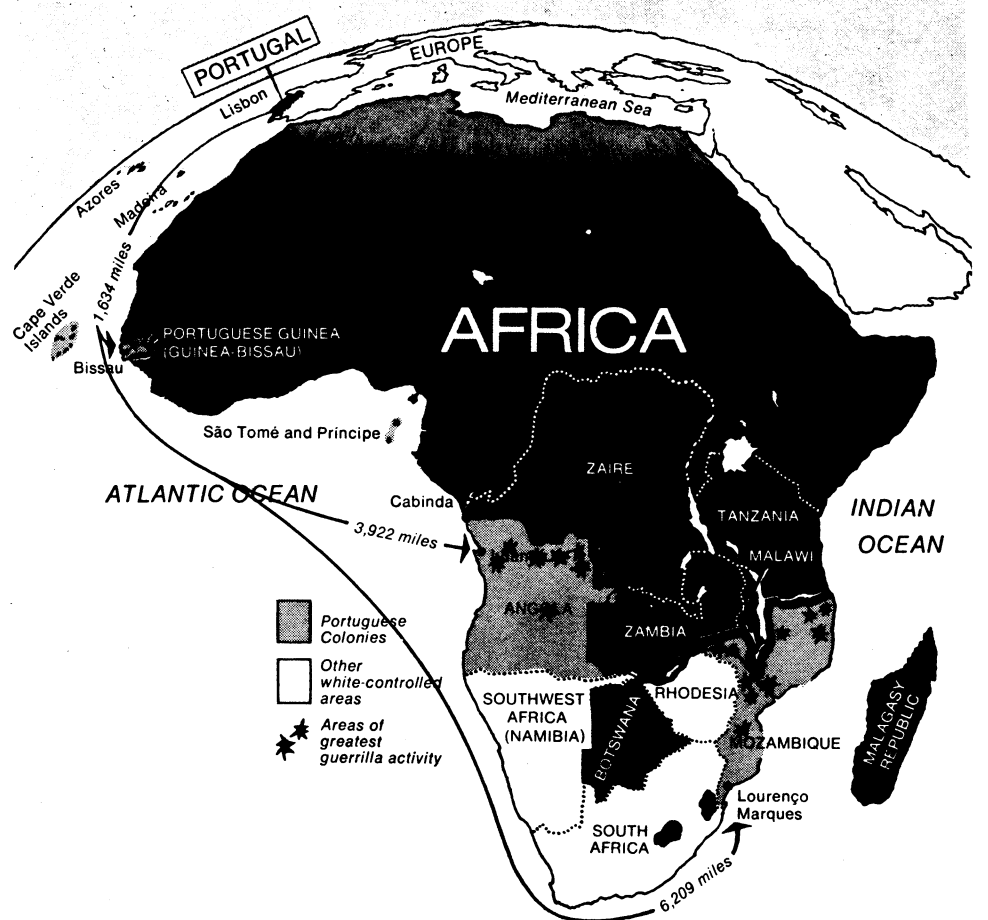 PORTUGAL
EUROPE
Lisbon
Mediterranean Sea
Azores
Madeira
1,634 miles
Cape Verde
Islands
PORTUGUESE GUINEA
(GUINEA-BISSAU)
Bissau
AFRICA
São Tomé and Príncipe
ZAIRE
ATLANTIC OCEAN
Cabinda
3,922 miles
TANZANIA
INDIAN
OCEAN
MALAWI
ANGOLA
ZAMBIA
Portuguese
Colonies
Other
white-controlled
areas
Areas of
greatest
guerrilla activity
SOUTHWEST
AFRICA
(NAMIBIA)
BOTSWANA
RHODESIA
MOZAMBIQUE
MALAGASY
REPUBLIC
Lourenço
Marques
SOUTH
AFRICA
6,209 miles